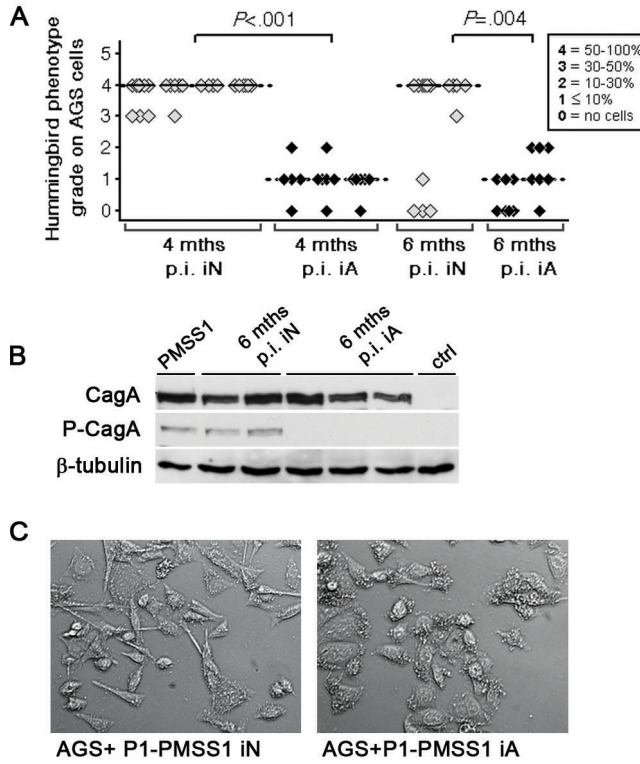 A
P<.001
P=.004
Hummingbird phenotype
grade on AGS cells
5
4
3
2
1
0
4 = 50-100%
3 = 30-50%
2 = 10-30%
1 ≤ 10%
0 = no cells
4 mths
p.i. iN
4 mths
p.i. iA
6 mths
p.i. iN
6 mths
p.i. iA
B
PMSS1
6 mths
p.i. iN
6 mths
p.i. iA
ctrl
CagA
P-CagA
β-tubulin
C
AGS+ P1-PMSS1 iN
AGS+P1-PMSS1 iA